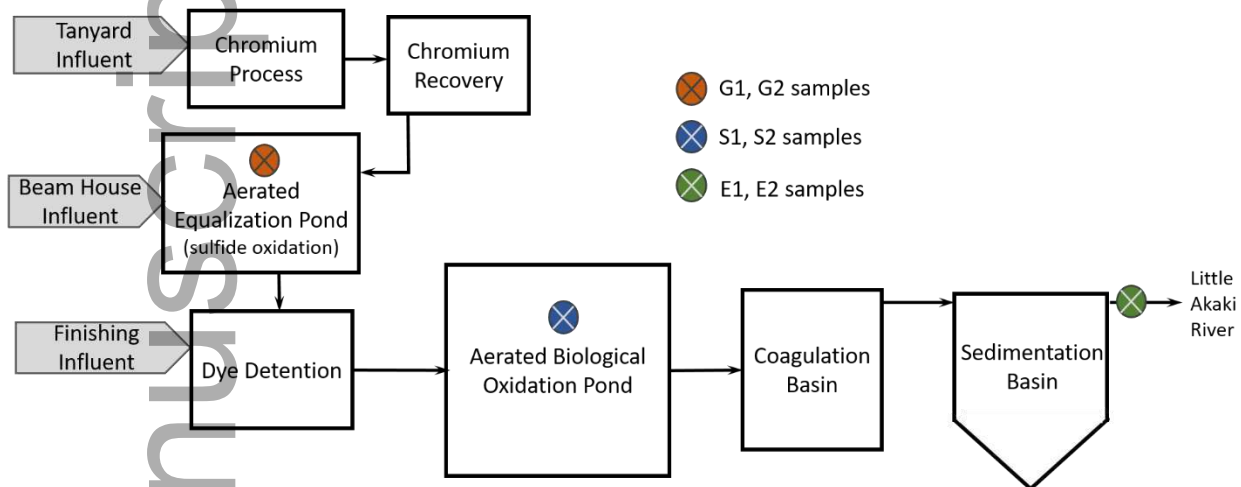 Tanyard
Influent
Chromium
Process
Chromium
Recovery
G1, G2 samples
S1, S2 samples
E1, E2 samples
Beam House
Influent
Aerated
Equalization Pond
(sulfide oxidation)
Finishing
Influent
Dye Detention
Aerated Biological
Oxidation Pond
Coagulation
Basin
Sedimentation
Basin
Little
Akaki
River
nuscrip